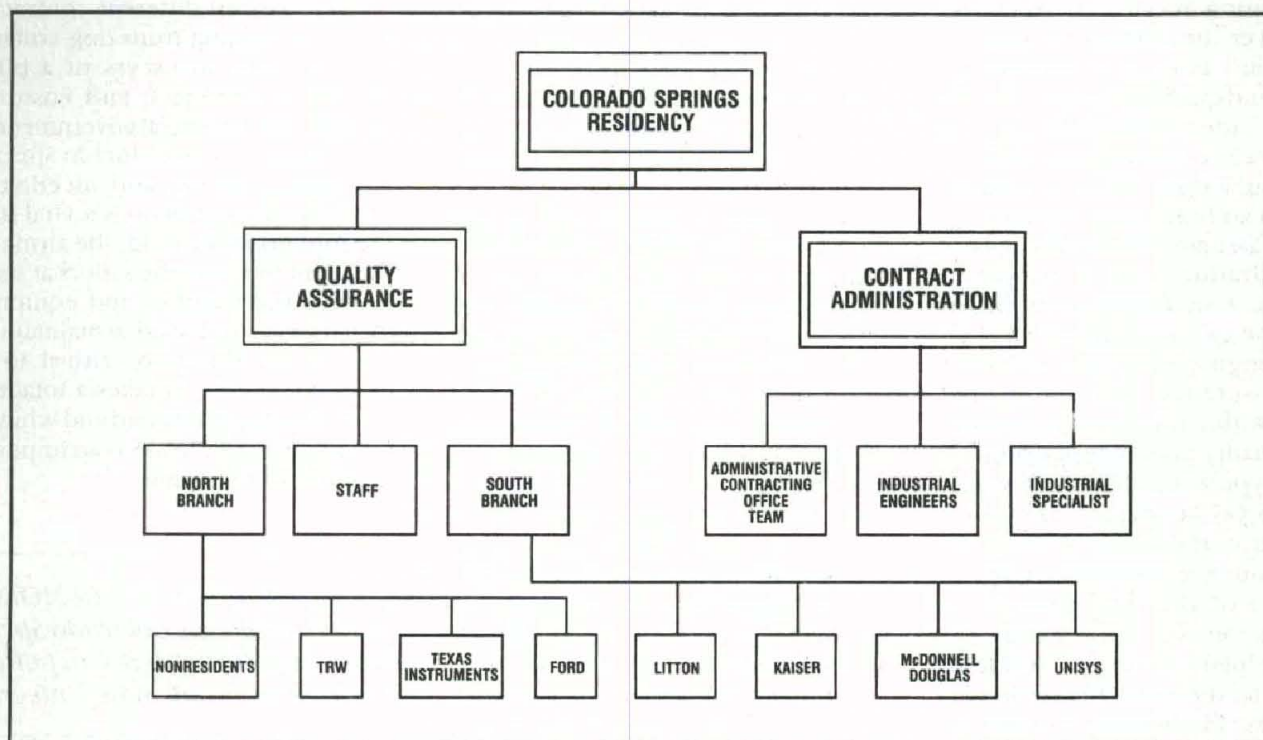 COLORADO SPRINGS
RESIDENCY
QUALITY
ASSURANCE
CONTRACT
ADMINISTRATION
NORTH
BRANCH
STAFF
SOUTH
BRANCH
ADMINISTRATIVE
CONTRACTING
OFFICE
TEAM
INDUSTRIAL
ENGINEERS
INDUSTRIAL
SPECIALIST
NONRESIDENTS
TRW
TEXAS
INSTRUMENTS
FORD
LITTON
KAISER
McDONNELL
DOUGLAS
UNISYS